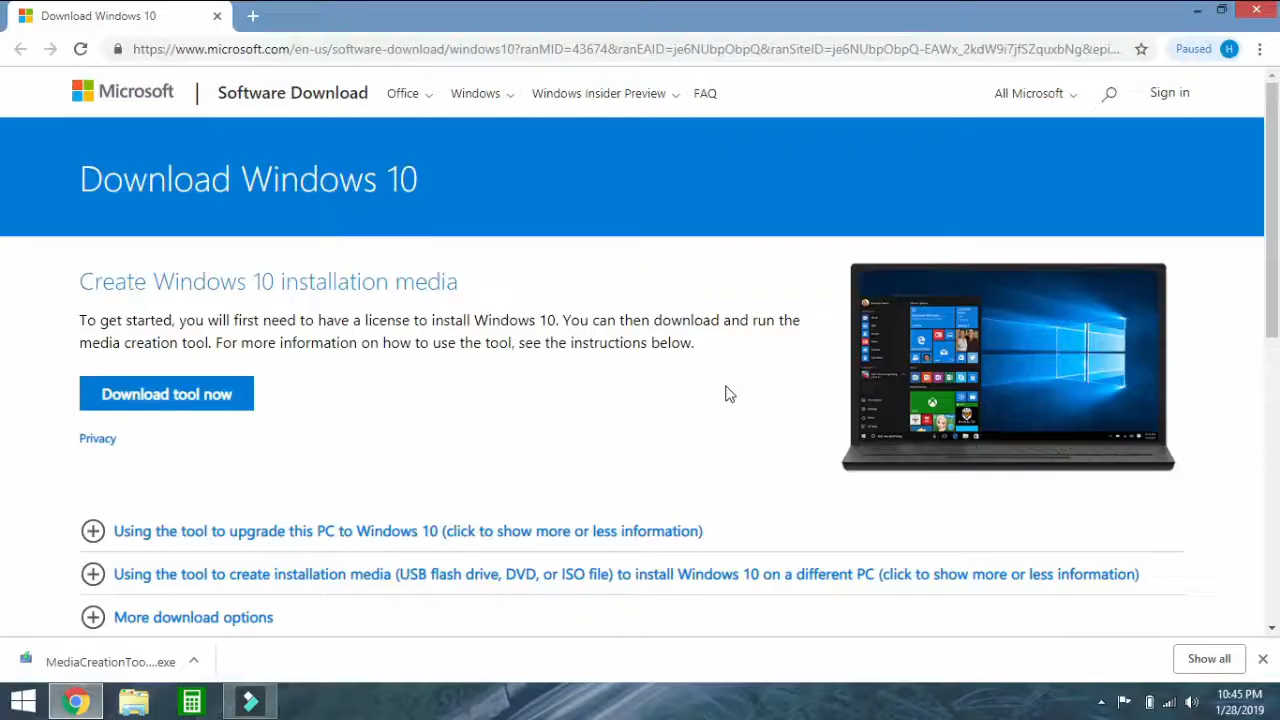 Download Windows 10
https://www.microsoft.com/en-us/software-download/windows10?ranMID=43674&ranEAID=je6NUbpObpQ&ranSiteID=je6NUbpObpQ-EAWx_2kdW9i7jfSZquxbNg&epi...
Paused H
Microsoft Software Download Office Windows Windows Insider Preview FAQ All Microsoft Sign in
Download Windows 10
Create Windows 10 installation media
To get started, you will first need to have a license to install Windows 10. You can then download and run the
media creation tool. For more information on how to use the tool, see the instructions below.
Download tool now
Privacy
Using the tool to upgrade this PC to Windows 10 (click to show more or less information)
Using the tool to create installation media (USB flash drive, DVD, or ISO file) to install Windows 10 on a different PC (click to show more or less information)
More download options
MediaCreationToo....exe
Show all
10:45 PM
1/28/2019